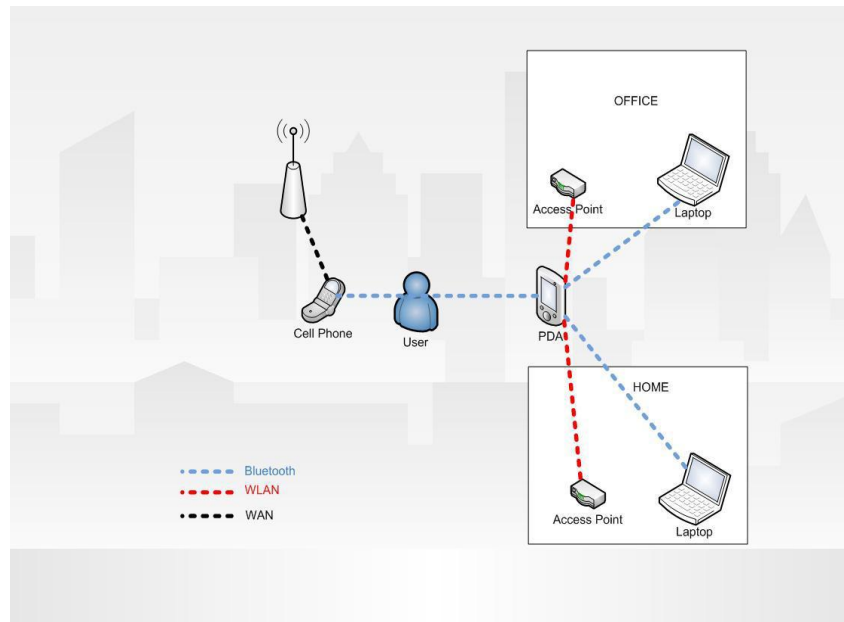 OFFICE
Access Point
Laptop
Cell Phone
User
PDA
HOME
Bluetooth
WLAN
WAN
Access Point
Laptop